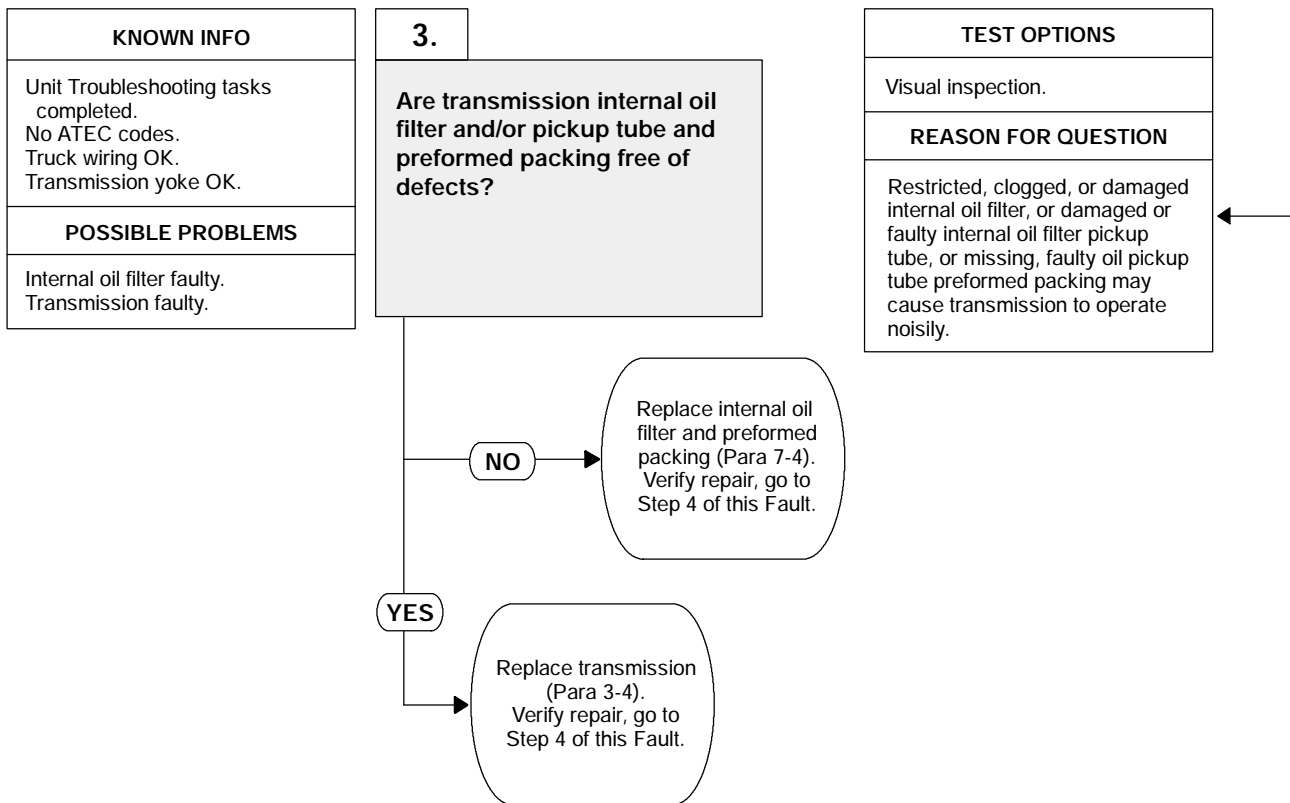 KNOWN INFO
Unit Troubleshooting tasks
completed.
No ATEC codes.
Truck wiring OK.
Transmission yoke OK.
POSSIBLE PROBLEMS
Internal oil filter faulty.
Transmission faulty.
3.
Are transmission internal oil
filter and/or pickup tube and
preformed packing free of
defects?
TEST OPTIONS
Visual inspection.
REASON FOR QUESTION
Restricted, clogged, or damaged
internal oil filter, or damaged or
faulty internal oil filter pickup
tube, or missing, faulty oil pickup
tube preformed packing may
cause transmission to operate
noisily.
NO
Replace internal oil
filter and preformed
packing (Para 7-4).
Verify repair, go to
Step 4 of this Fault.
YES
Replace transmission
(Para 3-4).
Verify repair, go to
Step 4 of this Fault.